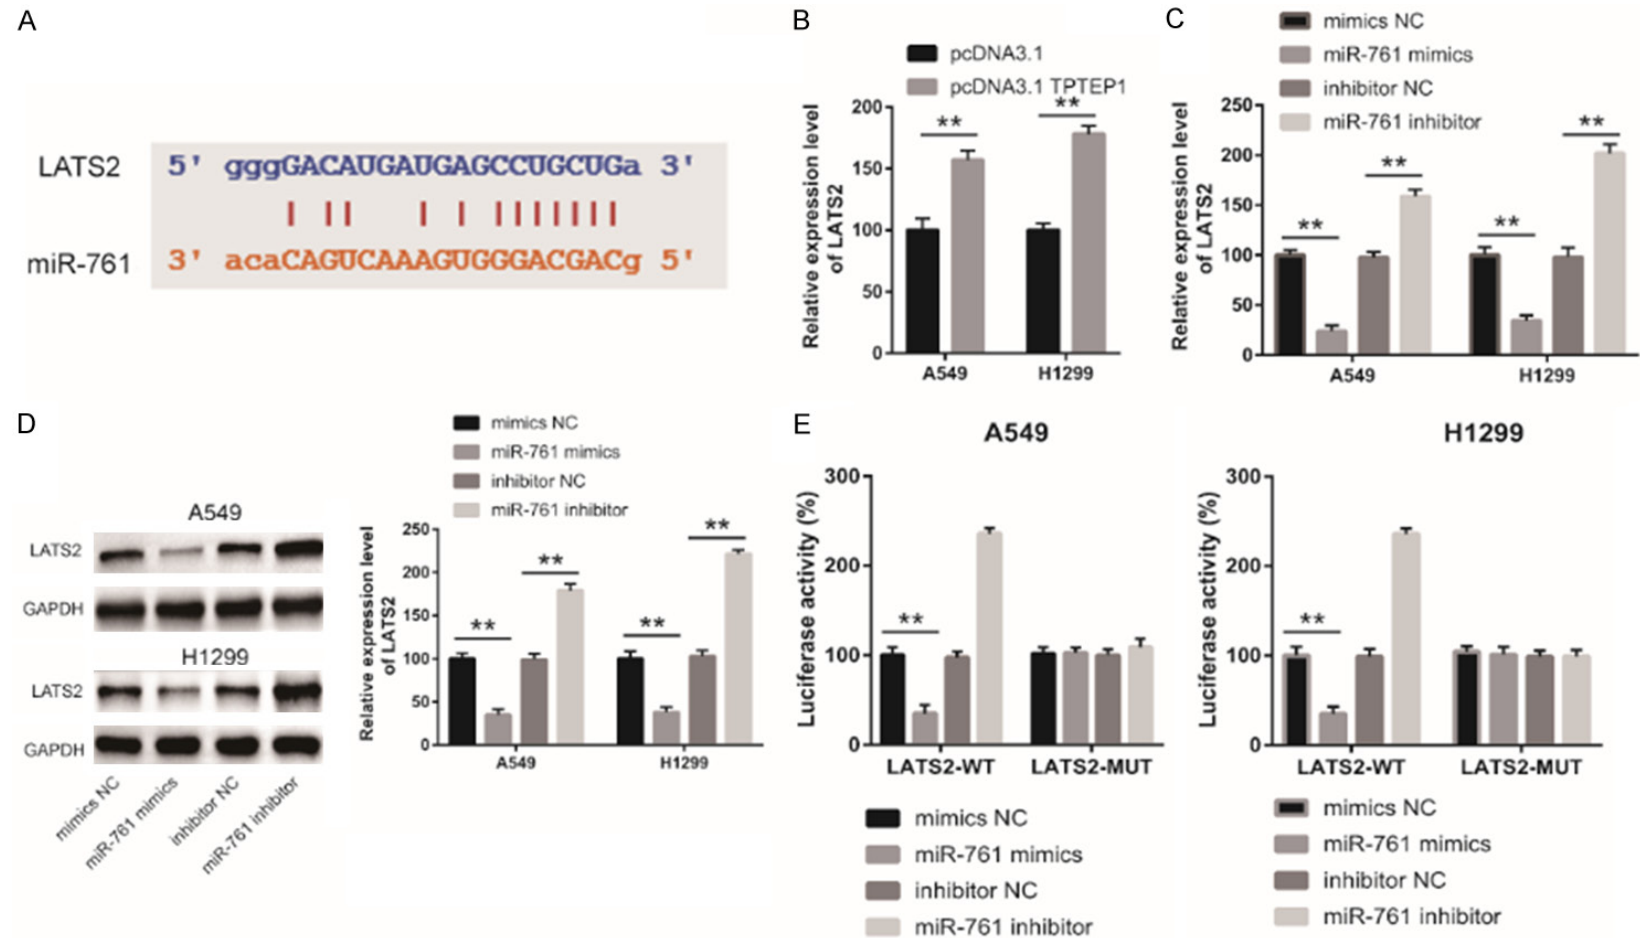 A
LATS2 5' gggGACAUGAUGAGCCUGCUGa 3'
miR-761 3' acaCAGUCAAAGUGGGACGACg 5'
B
pcDNA3.1
pcDNA3.1 TPTEP1
Relative expression level
of LATS2
200
150
100
50
0
**
**
A549 H1299
C
mimics NC
miR-761 mimics
inhibitor NC
miR-761 inhibitor
Relative expression level
of LATS2
250
200
150
100
50
0
**
**
**
**
A549 H1299
D
A549
LATS2
GAPDH
H1299
LATS2
GAPDH
mimics NC
miR-761 mimics
inhibitor NC
miR-761 inhibitor
mimics NC
miR-761 mimics
inhibitor NC
miR-761 inhibitor
Relative expression level
of LATS2
250
200
150
100
50
0
**
**
**
**
A549 H1299
E
A549
Luciferase activity (%)
300
200
100
0
**
LATS2-WT LATS2-MUT
mimics NC
miR-761 mimics
inhibitor NC
miR-761 inhibitor
H1299
Luciferase activity (%)
300
200
100
0
**
LATS2-WT LATS2-MUT
mimics NC
miR-761 mimics
inhibitor NC
miR-761 inhibitor